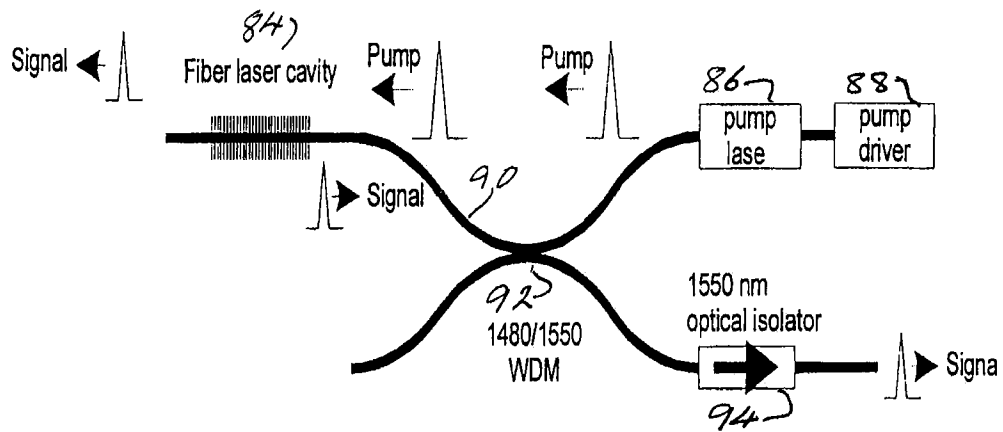 84
Signal
Fiber laser cavity
Pump
Pump
86
pump
lase
88
pump
driver
Signal
90
92
1480/1550
WDM
1550 nm
optical isolator
94
Signa